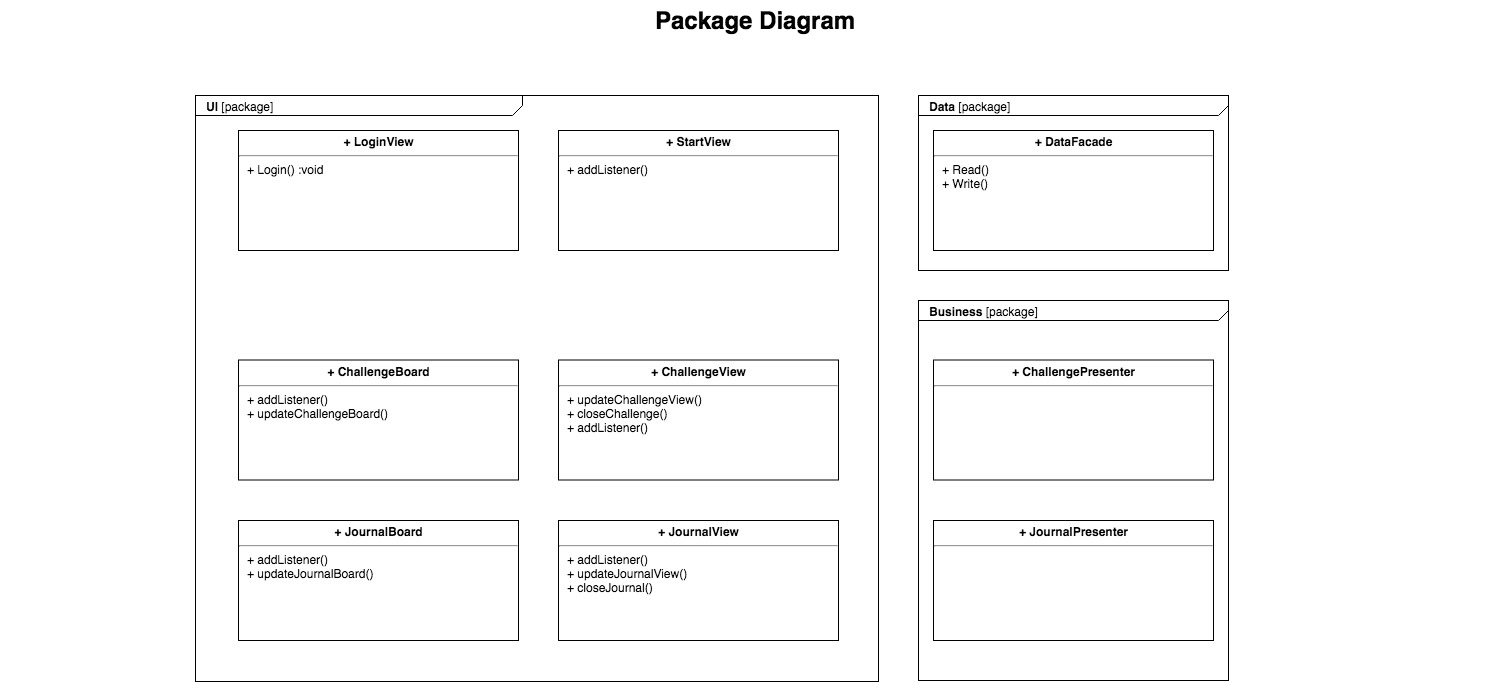 Package Diagram
UI [package]
+ LoginView
+ Login() :void
+ StartView
+ addListener()
+ ChallengeBoard
+ addListener()
+ updateChallengeBoard()
+ ChallengeView
+ updateChallengeView()
+ closeChallenge()
+ addListener()
+ JournalBoard
+ addListener()
+ updateJournalBoard()
+ JournalView
+ addListener()
+ updateJournalView()
+ closeJournal()
Data [package]
+ DataFacade
+ Read()
+ Write()
Business [package]
+ ChallengePresenter
+ JournalPresenter